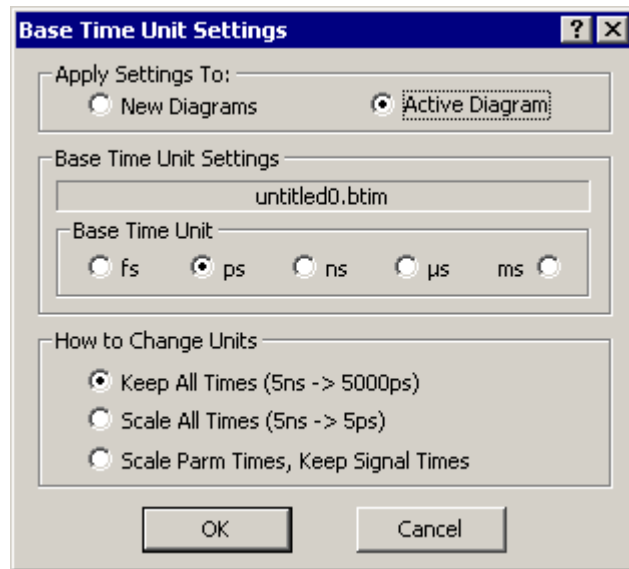 Base Time Unit Settings
Apply Settings To:
New Diagrams Active Diagram
Base Time Unit Settings
untitled0.btim
Base Time Unit
fs ps ns µs ms
How to Change Units
Keep All Times (5ns -> 5000ps)
Scale All Times (5ns -> 5ps)
Scale Parm Times, Keep Signal Times
OK Cancel